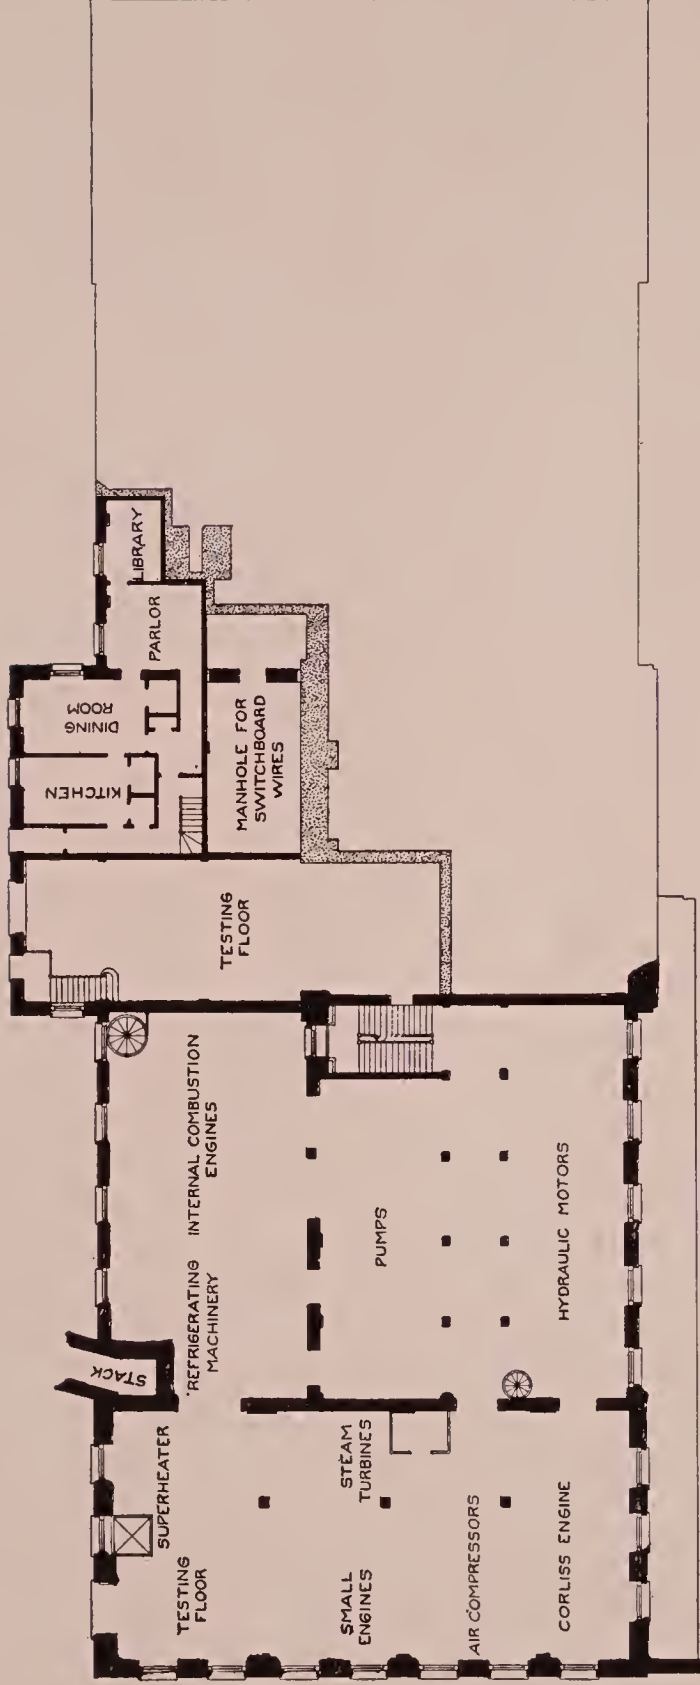 LIBRARY
PARLOR
DINING
ROOM
KITCHEN
MANHOLE FOR
SWITCHBOARD
WIRES
TESTING
FLOOR
INTERNAL COMBUSTION
ENGINES
REFRIGERATING
MACHINERY
PUMPS
HYDRAULIC MOTORS
STACK
SUPERHEATER
STEAM
TURBINES
TESTING
FLOOR
SMALL
ENGINES
AIR COMPRESSORS
CORLISS ENGINE